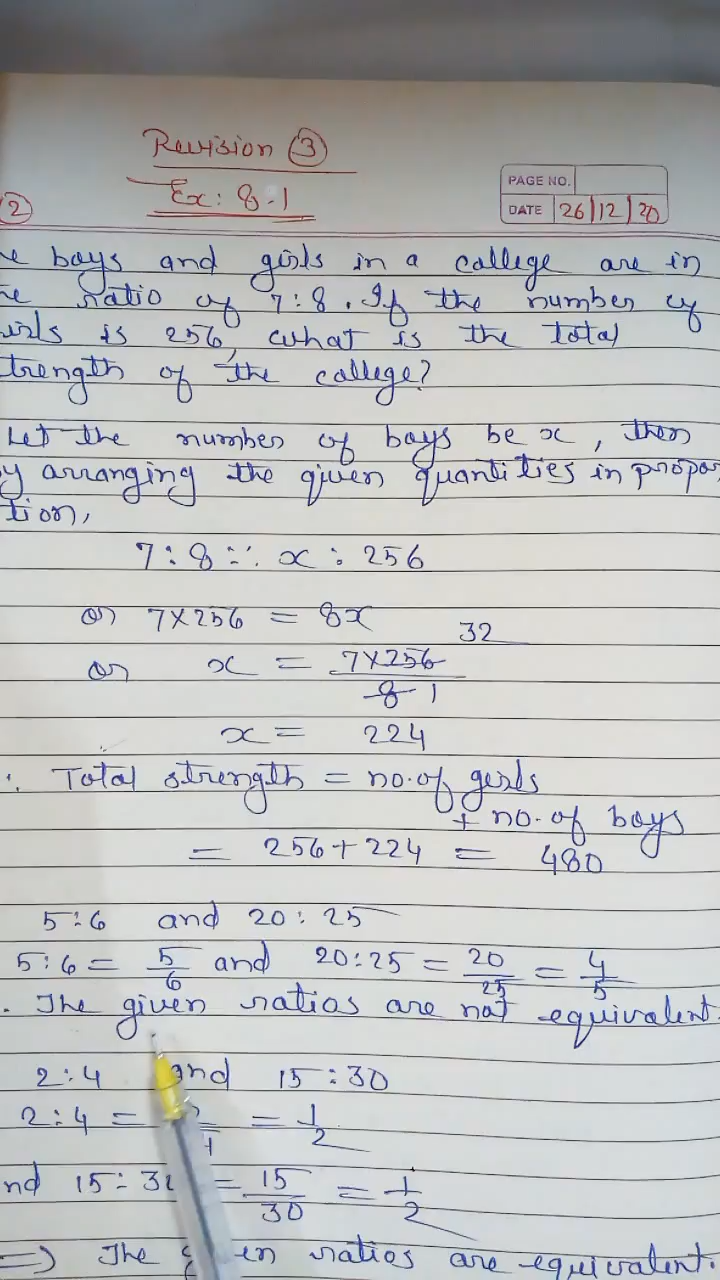 Revision 3
Ex: 8.1
PAGE NO.
DATE 26/12/20
2
boys and girls in a college are in
ratio of 7:8. If the number of
is 256, what is the total
trength of the college?
Let the number of boys be x, then
y arranging the given quantities in propor
tion,
7:8 :: x : 256
or 7×256 = 8x
32
or x = 7×256
8 1
x = 224
∴ Total strength = no. of girls
+ no. of boys
= 256 + 224 = 480
5:6 and 20:25
5:6 = 5/6 and 20:25 = 20/25 = 4/5
. The given ratios are not equivalent.
2:4 and 15:30
2:4 = = 1/2
nd 15:30 = 15/30 = 1/2
=) The ratios are equivalent.